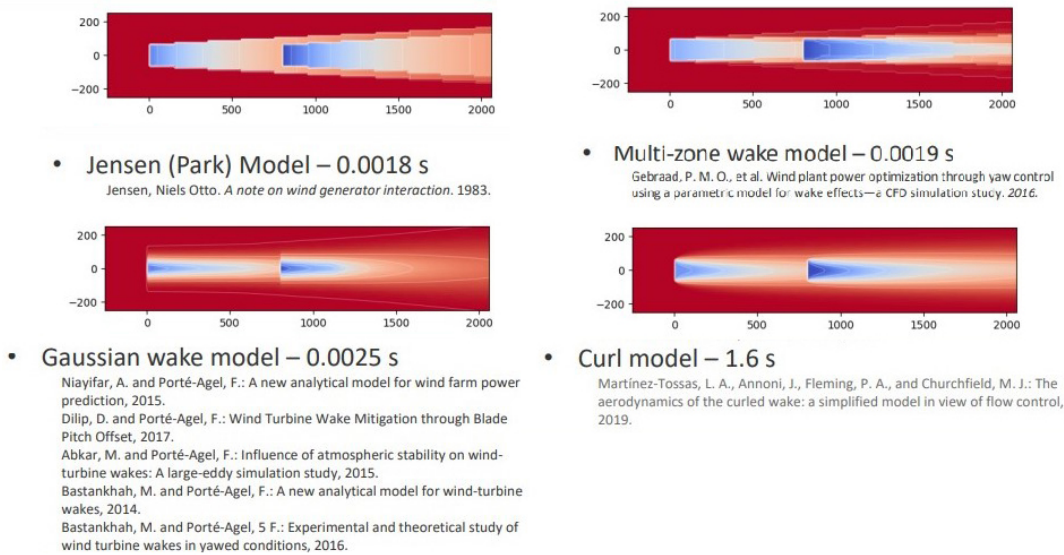 200
0
−200
0
500
1000
1500
2000
• Jensen (Park) Model – 0.0018 s
Jensen, Niels Otto. A note on wind generator interaction. 1983.
200
0
−200
0
500
1000
1500
2000
• Multi-zone wake model – 0.0019 s
Gebraad, P. M. O., et al. Wind plant power optimization through yaw control
using a parametric model for wake effects—a CFD simulation study. 2016.
200
0
−200
0
500
1000
1500
2000
• Gaussian wake model – 0.0025 s
Niayifar, A. and Porté-Agel, F.: A new analytical model for wind farm power
prediction, 2015.
Dilip, D. and Porté-Agel, F.: Wind Turbine Wake Mitigation through Blade
Pitch Offset, 2017.
Abkar, M. and Porté-Agel, F.: Influence of atmospheric stability on wind-
turbine wakes: A large-eddy simulation study, 2015.
Bastankhah, M. and Porté-Agel, F.: A new analytical model for wind-turbine
wakes, 2014.
Bastankhah, M. and Porté-Agel, 5 F.: Experimental and theoretical study of
wind turbine wakes in yawed conditions, 2016.
200
0
−200
0
500
1000
1500
2000
• Curl model – 1.6 s
Martínez-Tossas, L. A., Annoni, J., Fleming, P. A., and Churchfield, M. J.: The
aerodynamics of the curled wake: a simplified model in view of flow control,
2019.